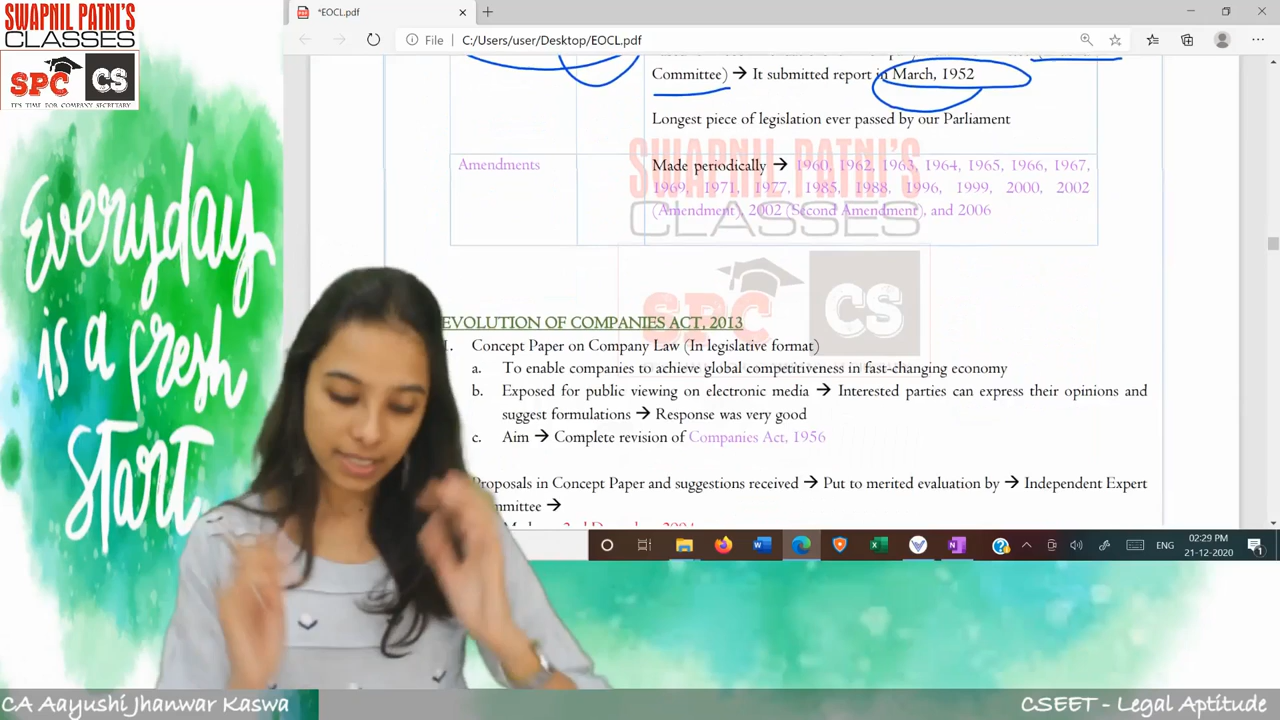 SWAPNIL PATNI'S
CLASSES
SPC CS
IT'S TIME FOR COMPANY SECRETARY
Everyday
is a fresh
start
*EOCL.pdf
File C:/Users/user/Desktop/EOCL.pdf
Committee) → It submitted report in March, 1952
Longest piece of legislation ever passed by our Parliament
Amendments
Made periodically → 1960, 1962, 1963, 1964, 1965, 1966, 1967,
1969, 1971, 1977, 1985, 1988, 1996, 1999, 2000, 2002
(Amendment), 2002 (Second Amendment), and 2006
SWAPNIL PATNI'S
CLASSES
SPC CS
EVOLUTION OF COMPANIES ACT, 2013
Concept Paper on Company Law (In legislative format)
a. To enable companies to achieve global competitiveness in fast-changing economy
b. Exposed for public viewing on electronic media → Interested parties can express their opinions and
suggest formulations → Response was very good
c. Aim → Complete revision of Companies Act, 1956
Proposals in Concept Paper and suggestions received → Put to merited evaluation by → Independent Expert
mmittee →
ENG
02:29 PM
21-12-2020
CA Aayushi Jhanwar Kaswa
CSEET - Legal Aptitude